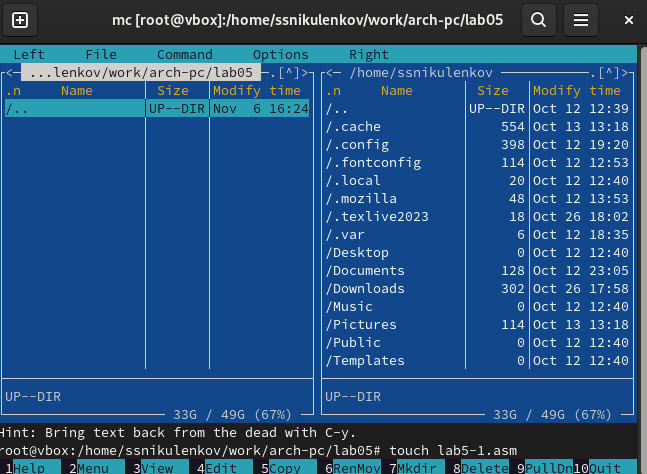 mc [root@vbox]:/home/ssnikulenkov/work/arch-pc/lab05
Left File Command Options Right
<─ ...lenkov/work/arch-pc/lab05 ─.[^]>
.n Name Size Modify time
/.. UP--DIR Nov 6 16:24
UP--DIR
33G / 49G (67%)
<─ /home/ssnikulenkov ─.[^]>
.n Name Size Modify time
/.. UP--DIR Oct 12 12:39
/.cache 554 Oct 13 13:18
/.config 398 Oct 12 19:20
/.fontconfig 114 Oct 12 12:53
/.local 20 Oct 12 12:40
/.mozilla 48 Oct 12 13:53
/.texlive2023 18 Oct 26 18:02
/.var 6 Oct 12 18:35
/Desktop 0 Oct 12 12:40
/Documents 128 Oct 12 23:05
/Downloads 302 Oct 26 17:58
/Music 0 Oct 12 12:40
/Pictures 114 Oct 13 13:18
/Public 0 Oct 12 12:40
/Templates 0 Oct 12 12:40
UP--DIR
33G / 49G (67%)
Hint: Bring text back from the dead with C-y.
root@vbox:/home/ssnikulenkov/work/arch-pc/lab05# touch lab5-1.asm
1Help 2Menu 3View 4Edit 5Copy 6RenMov 7Mkdir 8Delete 9PullDn 10Quit